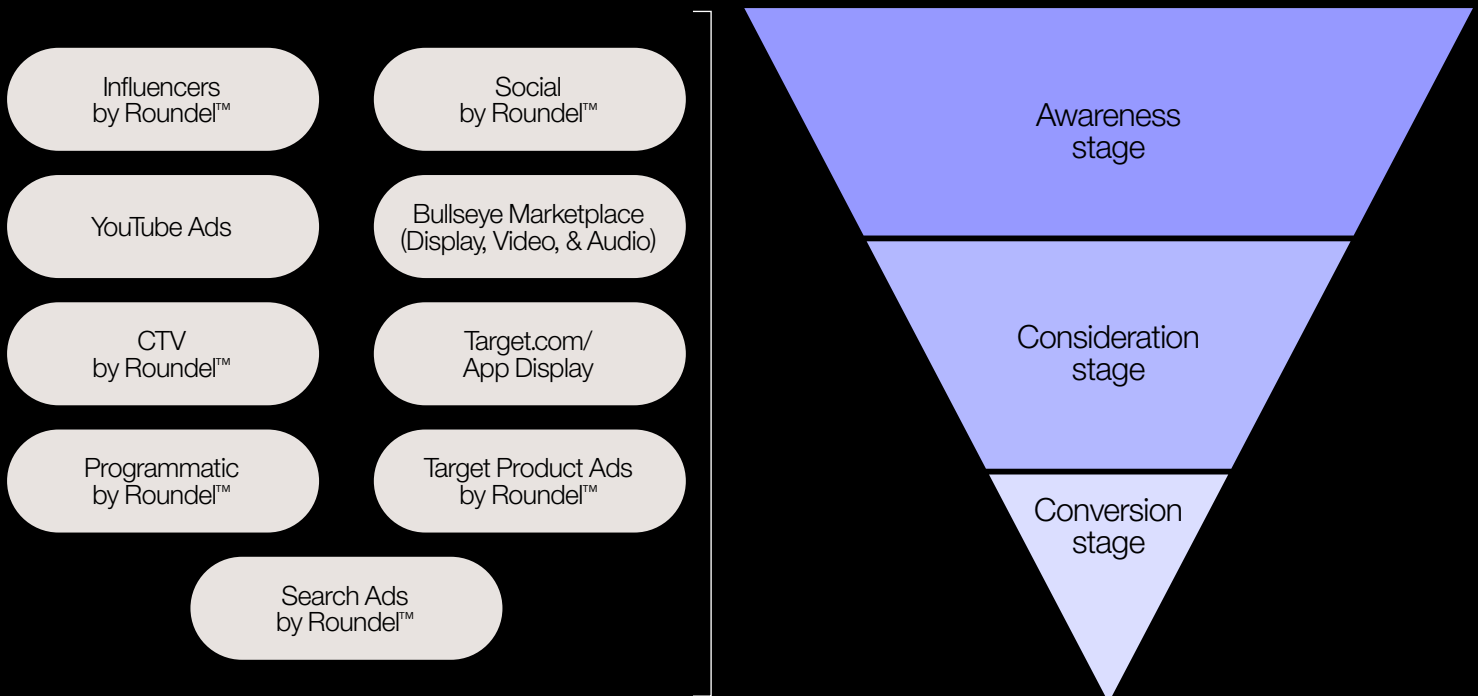 Influencers
by Roundel™
Social
by Roundel™
YouTube Ads
Bullseye Marketplace
(Display, Video, & Audio)
CTV
by Roundel™
Target.com/
App Display
Programmatic
by Roundel™
Target Product Ads
by Roundel™
Search Ads
by Roundel™
Awareness
stage
Consideration
stage
Conversion
stage